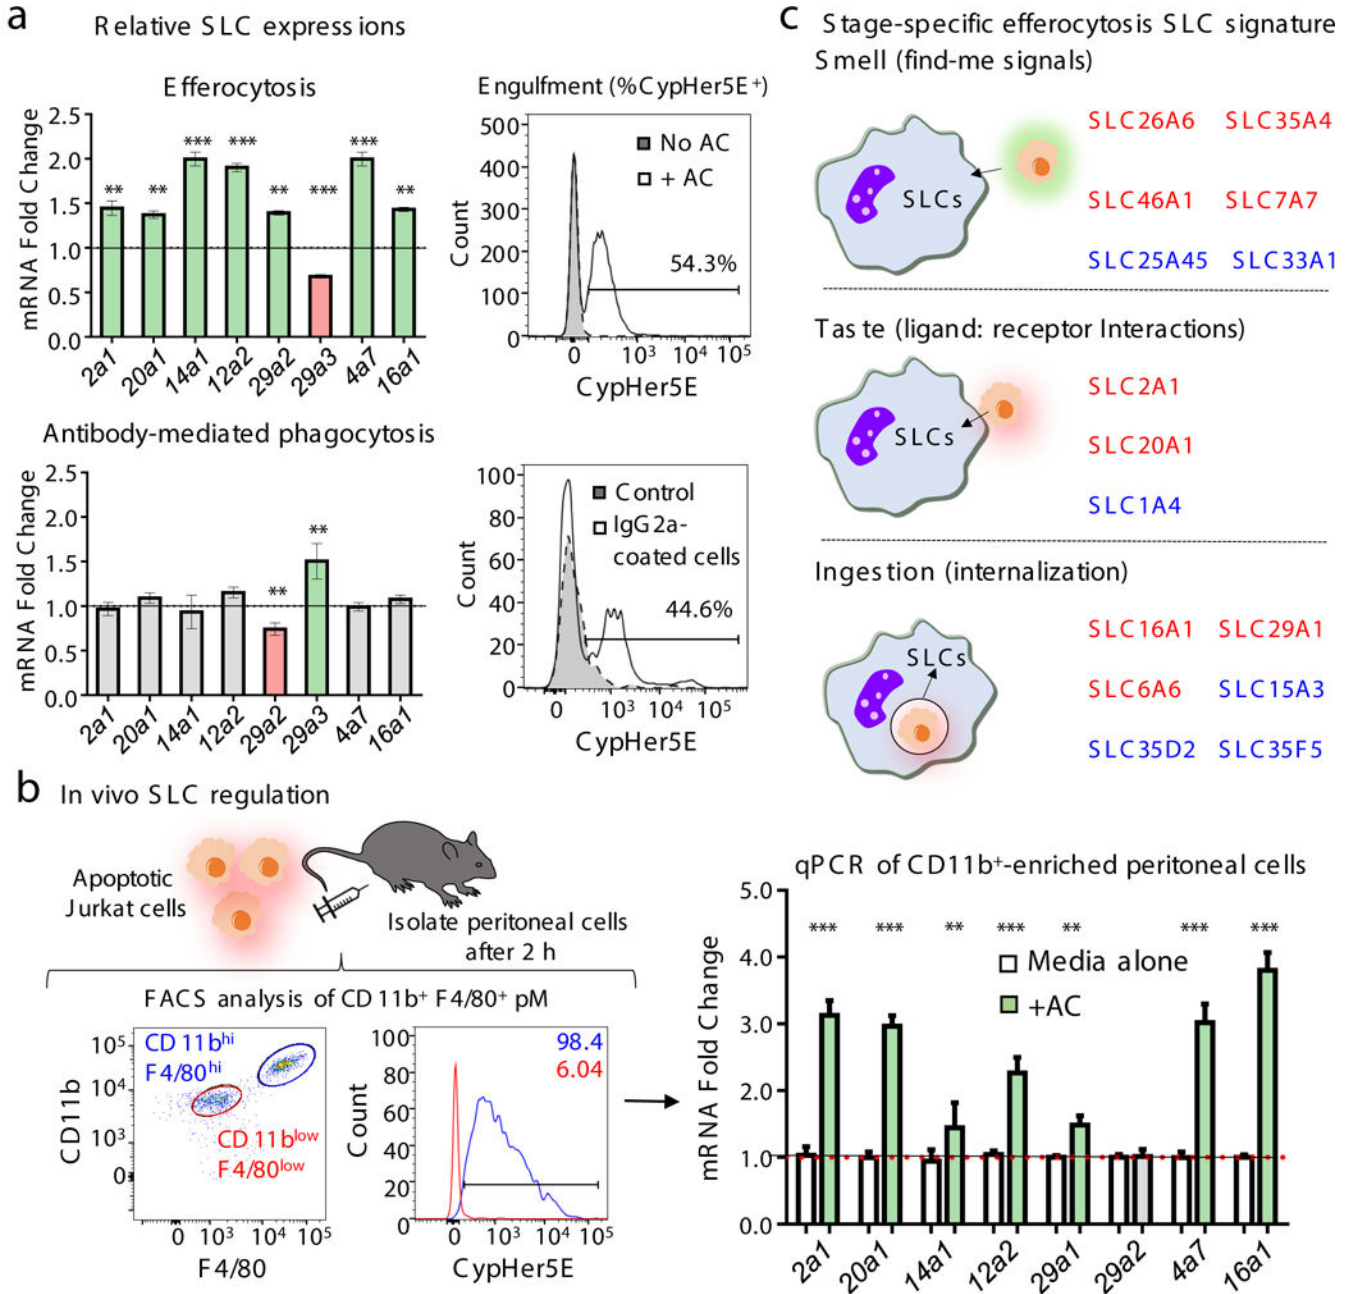 a
Relative SLC expressions
Efferocytosis
mRNA Fold Change
2.5
2.0
1.5
1.0
0.5
0.0
** ** *** *** ** *** *** **
2a1 20a1 14a1 12a2 29a2 29a3 4a7 16a1
Engulfment (%CypHer5E+)
Count
500
400
300
200
100
0
No AC
+ AC
54.3%
0 10³ 10⁴ 10⁵
CypHer5E
Antibody-mediated phagocytosis
mRNA Fold Change
2.5
2.0
1.5
1.0
0.5
0.0
** **
2a1 20a1 14a1 12a2 29a2 29a3 4a7 16a1
Count
100
80
60
40
20
0
Control
IgG2a-
coated cells
44.6%
0 10³ 10⁴ 10⁵
CypHer5E
b
In vivo SLC regulation
Apoptotic
Jurkat cells
Isolate peritoneal cells
after 2 h
FACS analysis of CD11b+ F4/80+ pM
CD11b
10⁵
10⁴
10³
0
CD11bhi
F4/80hi
CD11blow
F4/80low
0 10³ 10⁴ 10⁵
F4/80
Count
100
80
60
40
20
0
98.4
6.04
0 10³ 10⁴ 10⁵
CypHer5E
qPCR of CD11b+-enriched peritoneal cells
mRNA Fold Change
5.0
4.0
3.0
2.0
1.0
0.0
*** *** ** *** ** *** ***
Media alone
+AC
2a1 20a1 14a1 12a2 29a1 29a2 4a7 16a1
c
Stage-specific efferocytosis SLC signature
Smell (find-me signals)
SLCs
SLC26A6 SLC35A4
SLC46A1 SLC7A7
SLC25A45 SLC33A1
Taste (ligand: receptor Interactions)
SLCs
SLC2A1
SLC20A1
SLC1A4
Ingestion (internalization)
SLCs
SLC16A1 SLC29A1
SLC6A6 SLC15A3
SLC35D2 SLC35F5